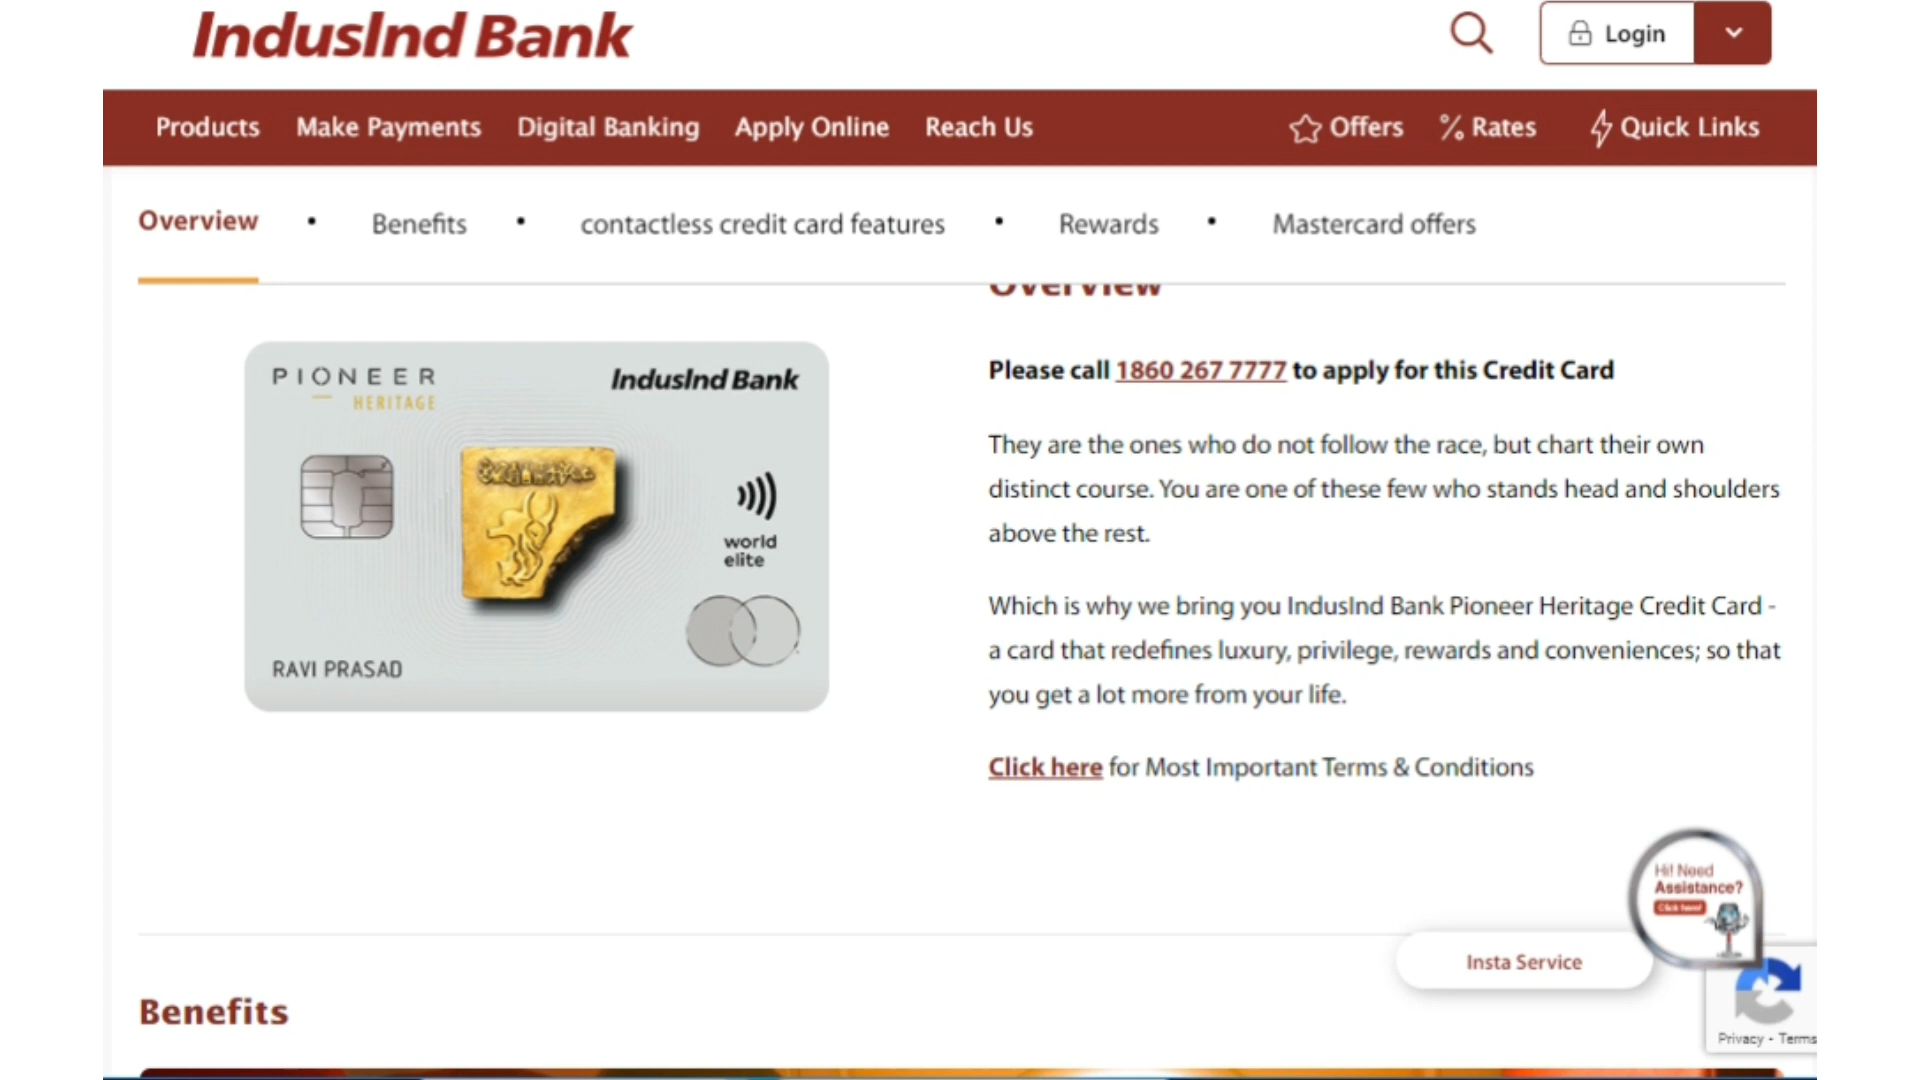 IndusInd Bank
Login
Products Make Payments Digital Banking Apply Online Reach Us Offers Rates Quick Links
Overview • Benefits • contactless credit card features • Rewards • Mastercard offers
Overview
PIONEER
HERITAGE
IndusInd Bank
world
elite
RAVI PRASAD
Please call 1860 267 7777 to apply for this Credit Card
They are the ones who do not follow the race, but chart their own
distinct course. You are one of these few who stands head and shoulders
above the rest.
Which is why we bring you IndusInd Bank Pioneer Heritage Credit Card -
a card that redefines luxury, privilege, rewards and conveniences; so that
you get a lot more from your life.
Click here for Most Important Terms & Conditions
Hi! Need
Assistance?
Click here!
Insta Service
Privacy - Terms
Benefits